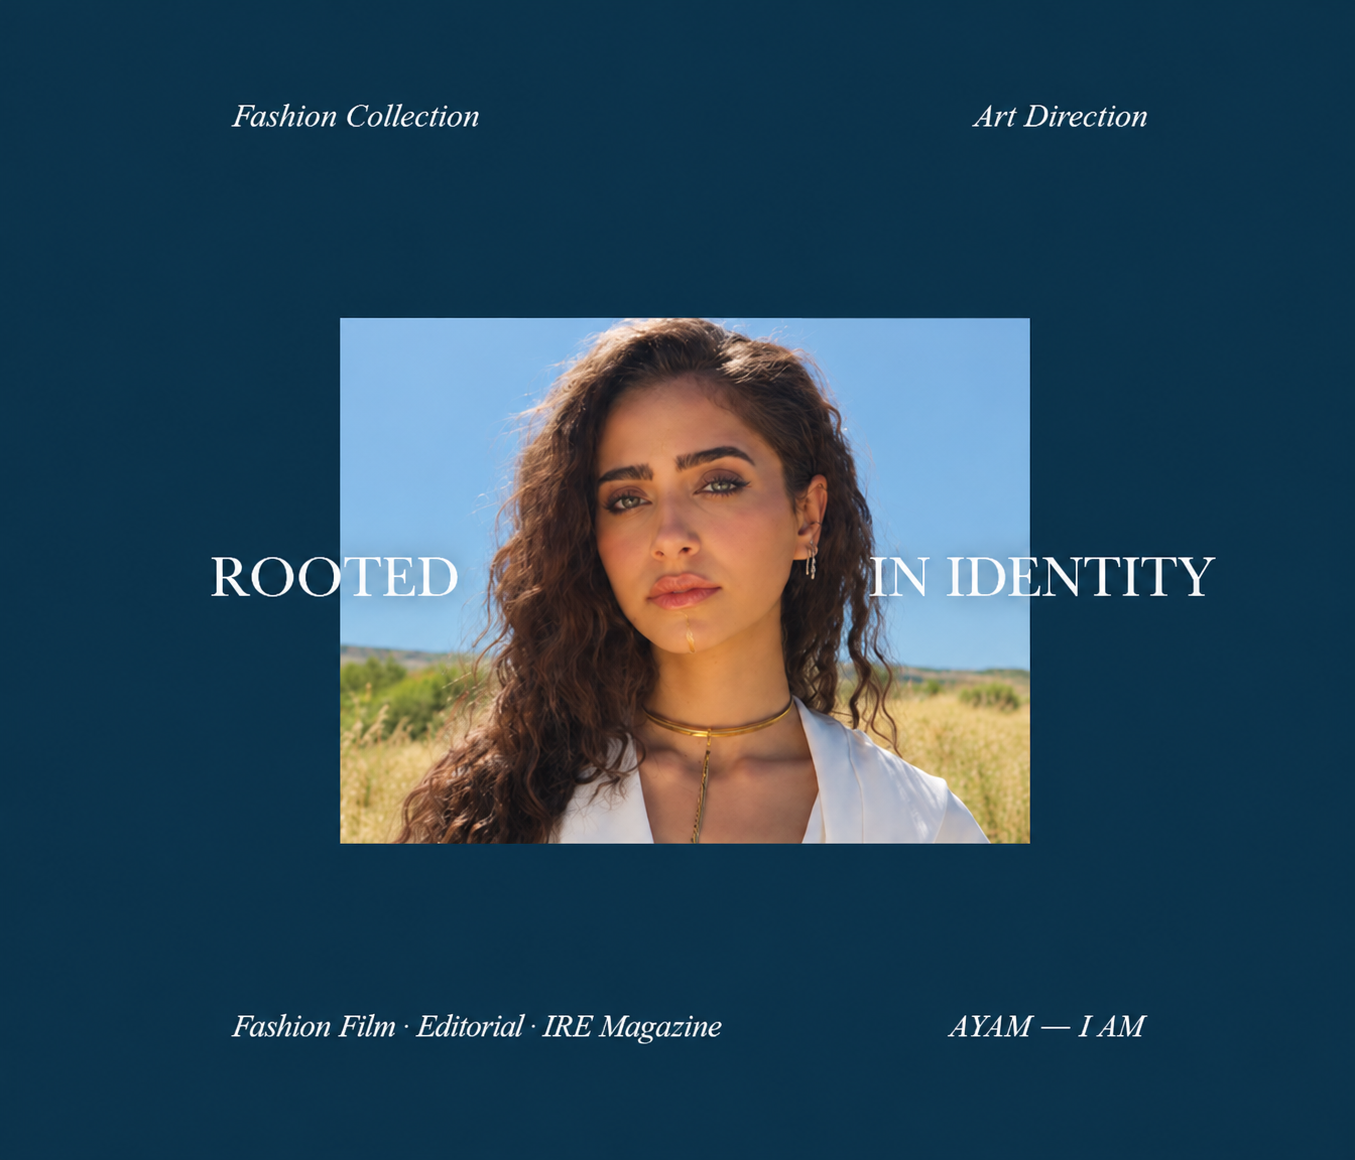 Fashion Collection
Art Direction
ROOTED IN IDENTITY
Fashion Film · Editorial · IRE Magazine
AYAM — I AM